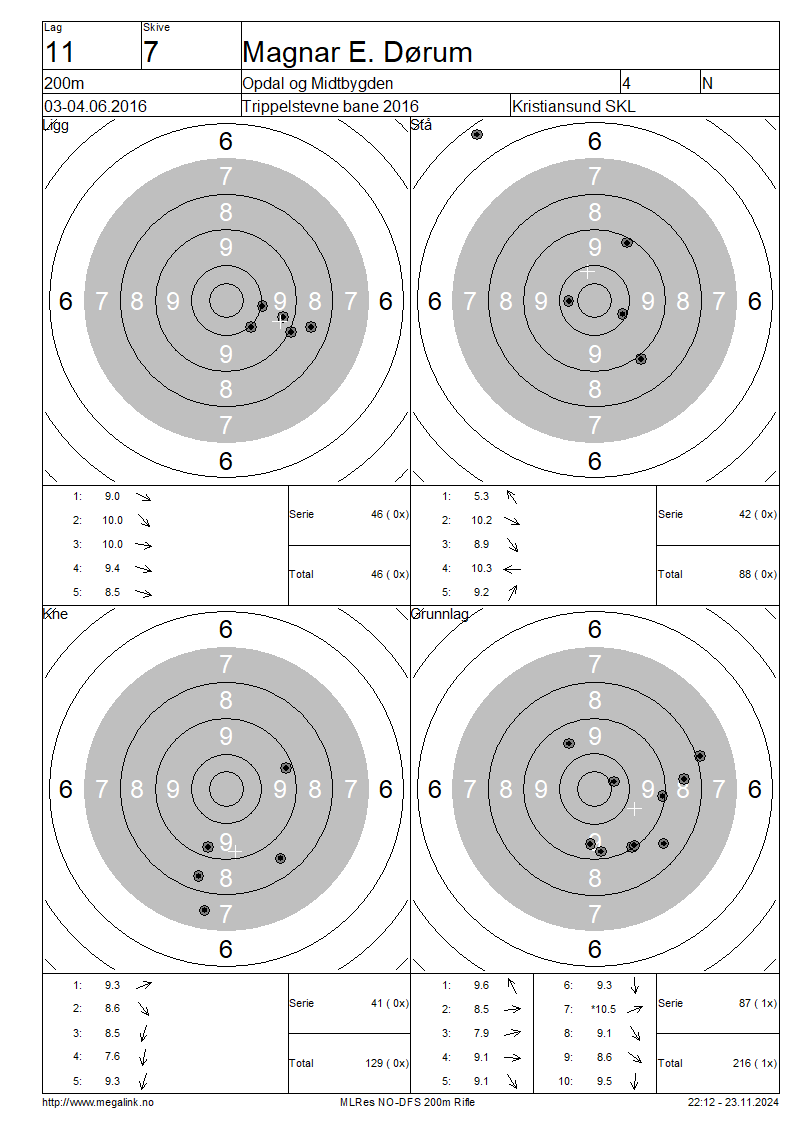 Lag Skive
11 7 Magnar E. Dørum
200m Opdal og Midtbygden 4 N
03-04.06.2016 Trippelstevne bane 2016 Kristiansund SKL
Ligg
6
7
8
9
6 7 8 9 9 8 7 6
9
8
7
6
Stå
6
7
8
9
6 7 8 9 9 8 7 6
9
8
7
6
1: 9.0
2: 10.0
3: 10.0
4: 9.4
5: 8.5
Serie 46 ( 0x)
Total 46 ( 0x)
1: 5.3
2: 10.2
3: 8.9
4: 10.3
5: 9.2
Serie 42 ( 0x)
Total 88 ( 0x)
Kne
6
7
8
9
6 7 8 9 9 8 7 6
9
8
7
6
Grunnlag
6
7
8
9
6 7 8 9 9 8 7 6
9
8
7
6
1: 9.3
2: 8.6
3: 8.5
4: 7.6
5: 9.3
Serie 41 ( 0x)
Total 129 ( 0x)
1: 9.6 6: 9.3
2: 8.5 7: *10.5
3: 7.9 8: 9.1
4: 9.1 9: 8.6
5: 9.1 10: 9.5
Serie 87 ( 1x)
Total 216 ( 1x)
http://www.megalink.no MLRes NO-DFS 200m Rifle 22:12 - 23.11.2024